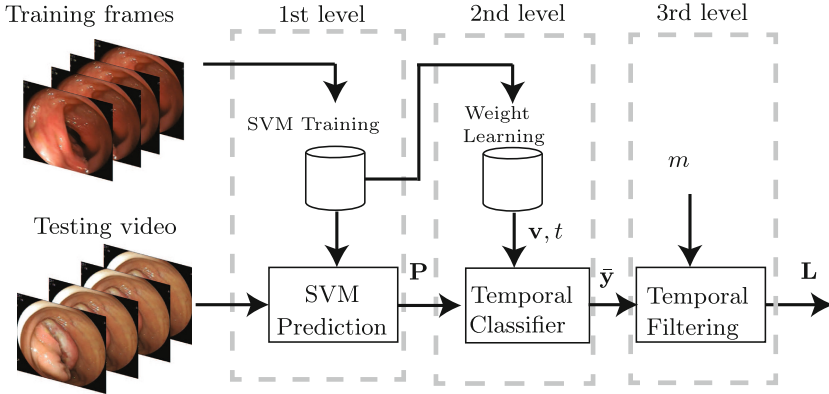 Training frames
1st level
2nd level
3rd level
SVM Training
Weight
Learning
m
Testing video
v, t
P
ȳ
L
SVM
Prediction
Temporal
Classifier
Temporal
Filtering